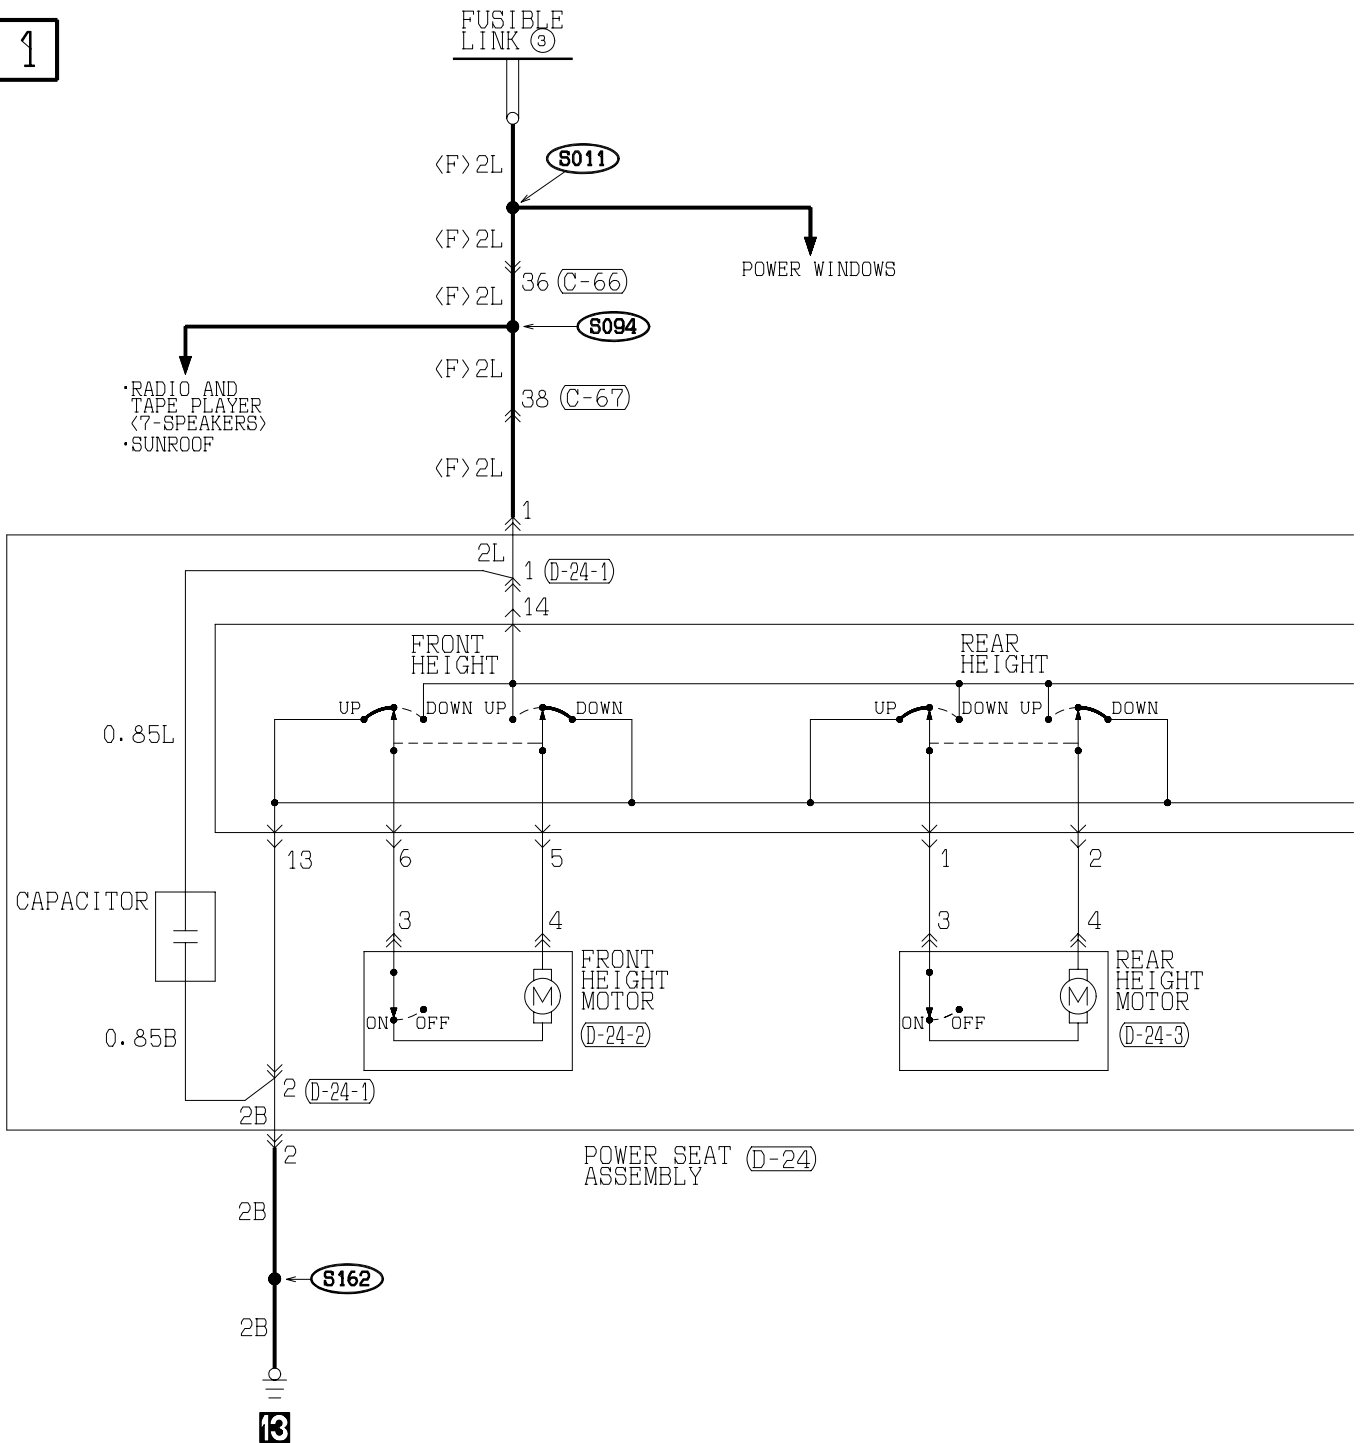 1
FUSIBLE
LINK ③
<F>2L
S011
<F>2L
POWER WINDOWS
36 (C-66)
<F>2L
S094
<F>2L
·RADIO AND
TAPE PLAYER
<7-SPEAKERS>
·SUNROOF
38 (C-67)
<F>2L
1
2L
1 (D-24-1)
14
FRONT
HEIGHT
REAR
HEIGHT
UP DOWN UP DOWN
UP DOWN UP DOWN
0.85L
13 6 5 1 2
CAPACITOR
3 4 3 4
FRONT
HEIGHT
MOTOR
(D-24-2)
M
ON OFF
REAR
HEIGHT
MOTOR
(D-24-3)
M
ON OFF
0.85B
2 (D-24-1)
2B
2
POWER SEAT (D-24)
ASSEMBLY
2B
S162
2B
13